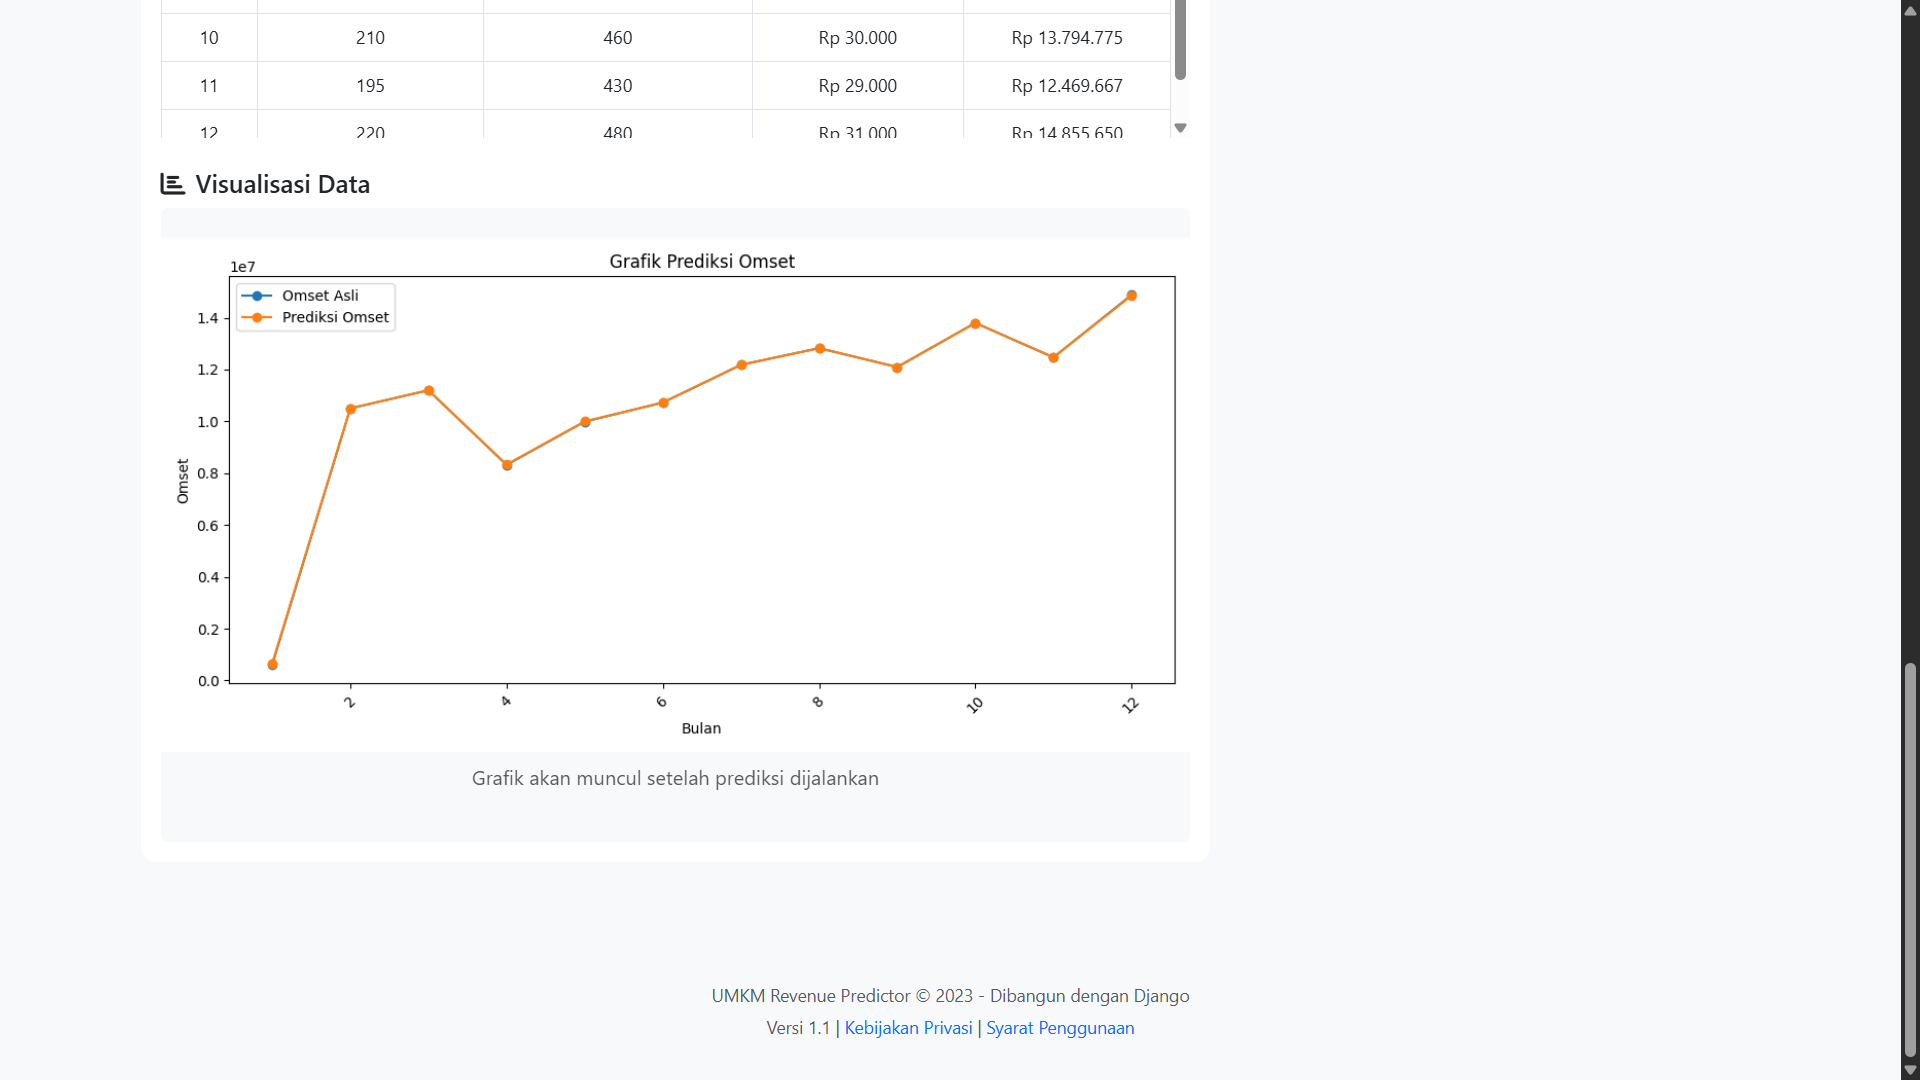 10 210 460 Rp 30.000 Rp 13.794.775
11 195 430 Rp 29.000 Rp 12.469.667
12 220 480 Rp 31.000 Rp 14.855.650
Visualisasi Data
Grafik Prediksi Omset
1e7
Omset Asli
Prediksi Omset
1.4
1.2
1.0
0.8
0.6
0.4
0.2
0.0
Omset
2 4 6 8 10 12
Bulan
Grafik akan muncul setelah prediksi dijalankan
UMKM Revenue Predictor © 2023 - Dibangun dengan Django
Versi 1.1 | Kebijakan Privasi | Syarat Penggunaan